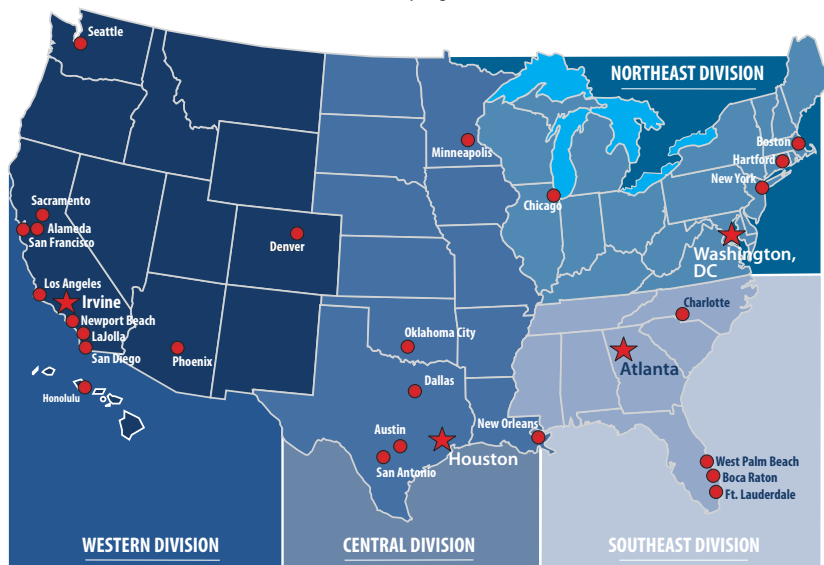 Seattle
NORTHEAST DIVISION
Minneapolis
Boston
Hartford
New York
Chicago
Sacramento
Alameda
San Francisco
Denver
Washington,
DC
Los Angeles
Irvine
Newport Beach
LaJolla
San Diego
Phoenix
Honolulu
Oklahoma City
Dallas
Charlotte
Atlanta
Austin
San Antonio
Houston
New Orleans
West Palm Beach
Boca Raton
Ft. Lauderdale
WESTERN DIVISION
CENTRAL DIVISION
SOUTHEAST DIVISION